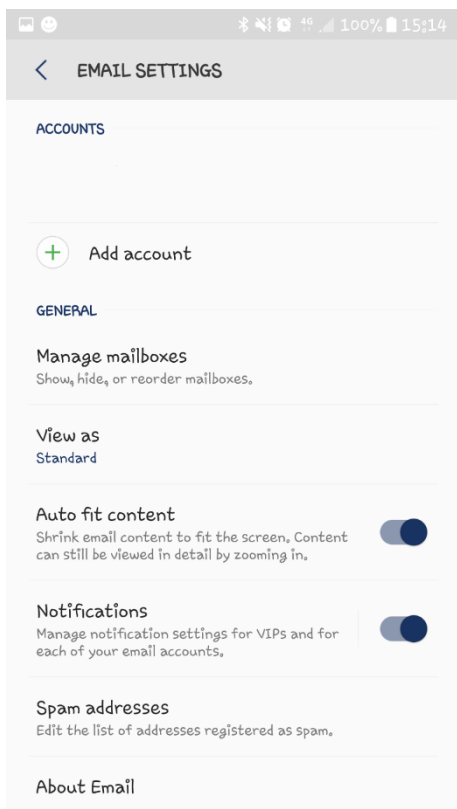 4G 100% 15:14
EMAIL SETTINGS
ACCOUNTS
Add account
GENERAL
Manage mailboxes
Show, hide, or reorder mailboxes.
View as
Standard
Auto fit content
Shrink email content to fit the screen. Content
can still be viewed in detail by zooming in.
Notifications
Manage notification settings for VIPs and for
each of your email accounts.
Spam addresses
Edit the list of addresses registered as spam.
About Email